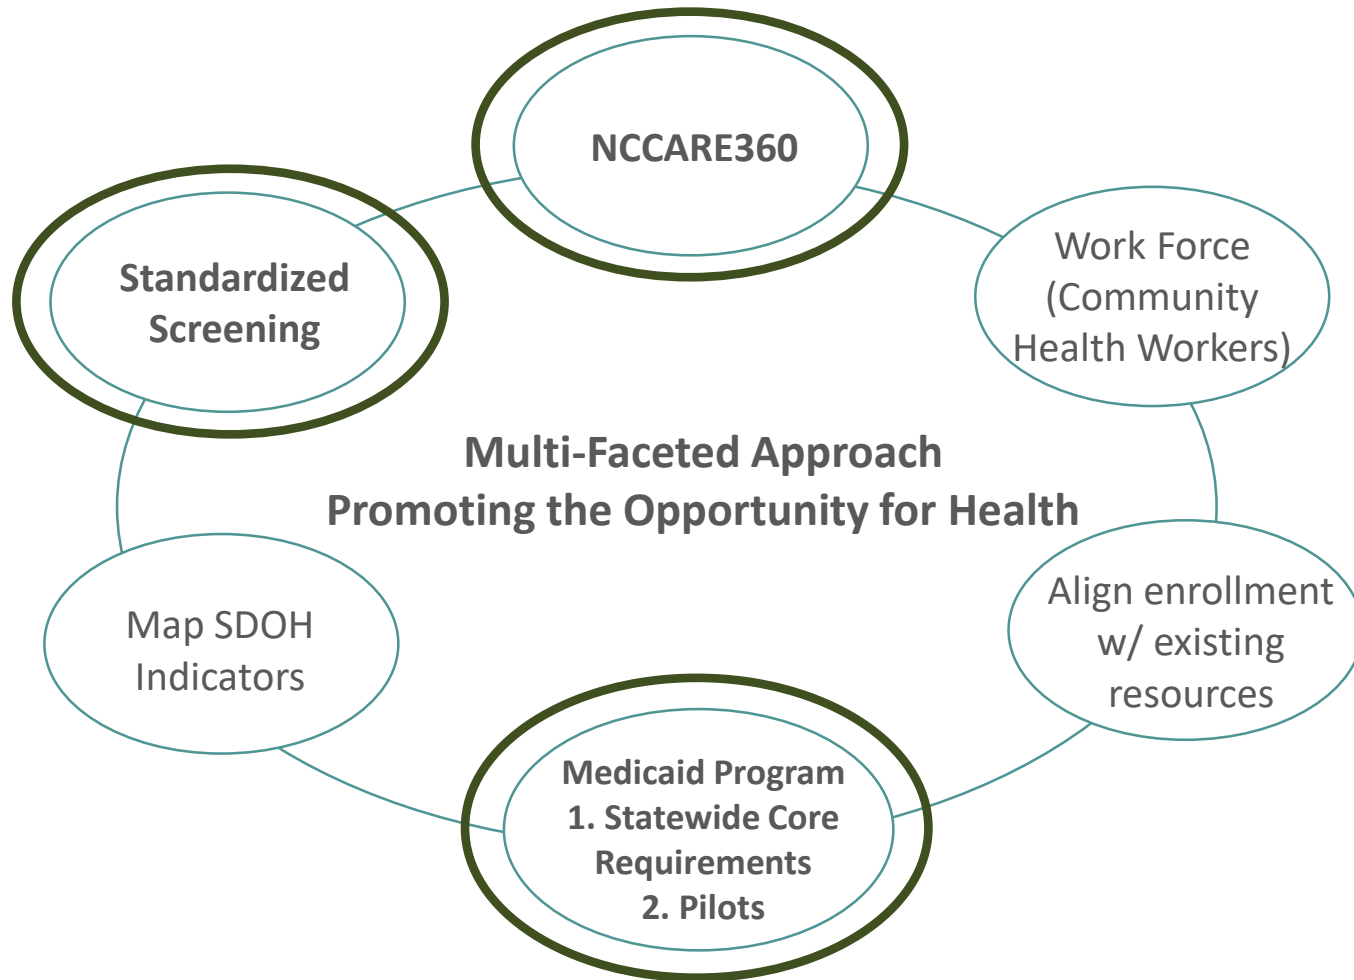 NCCARE360
Standardized
Screening
Work Force
(Community
Health Workers)
Multi-Faceted Approach
Promoting the Opportunity for Health
Map SDOH
Indicators
Align enrollment
w/ existing
resources
Medicaid Program
1. Statewide Core
Requirements
2. Pilots